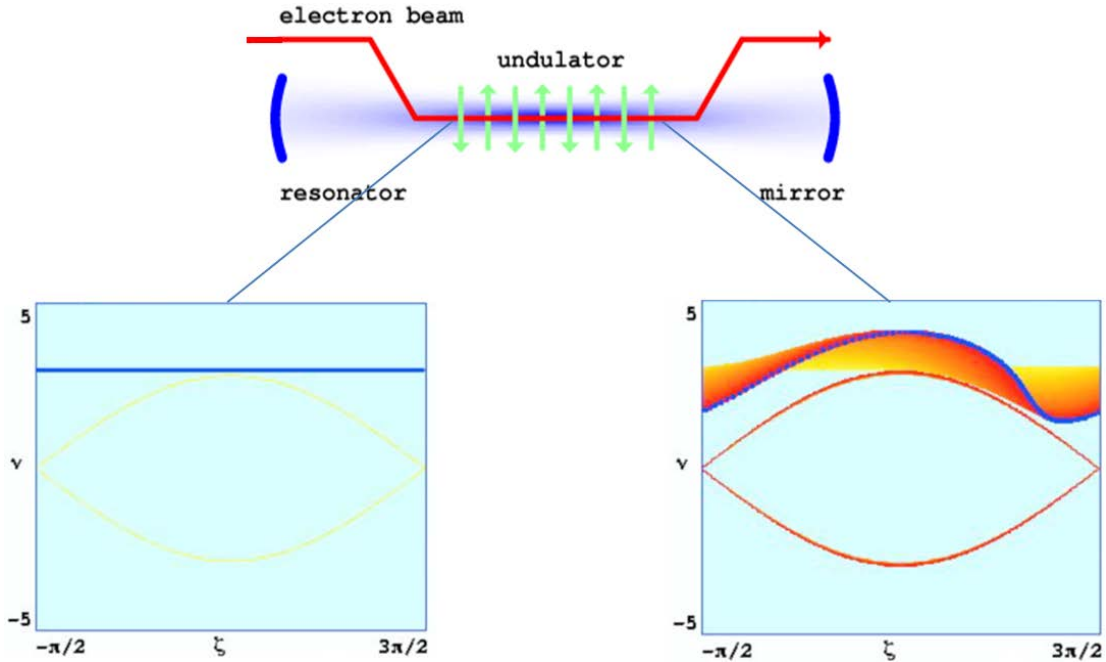 electron beam
undulator
resonator
mirror
5
ν
-5
-π/2
ζ
3π/2
5
ν
-5
-π/2
ζ
3π/2